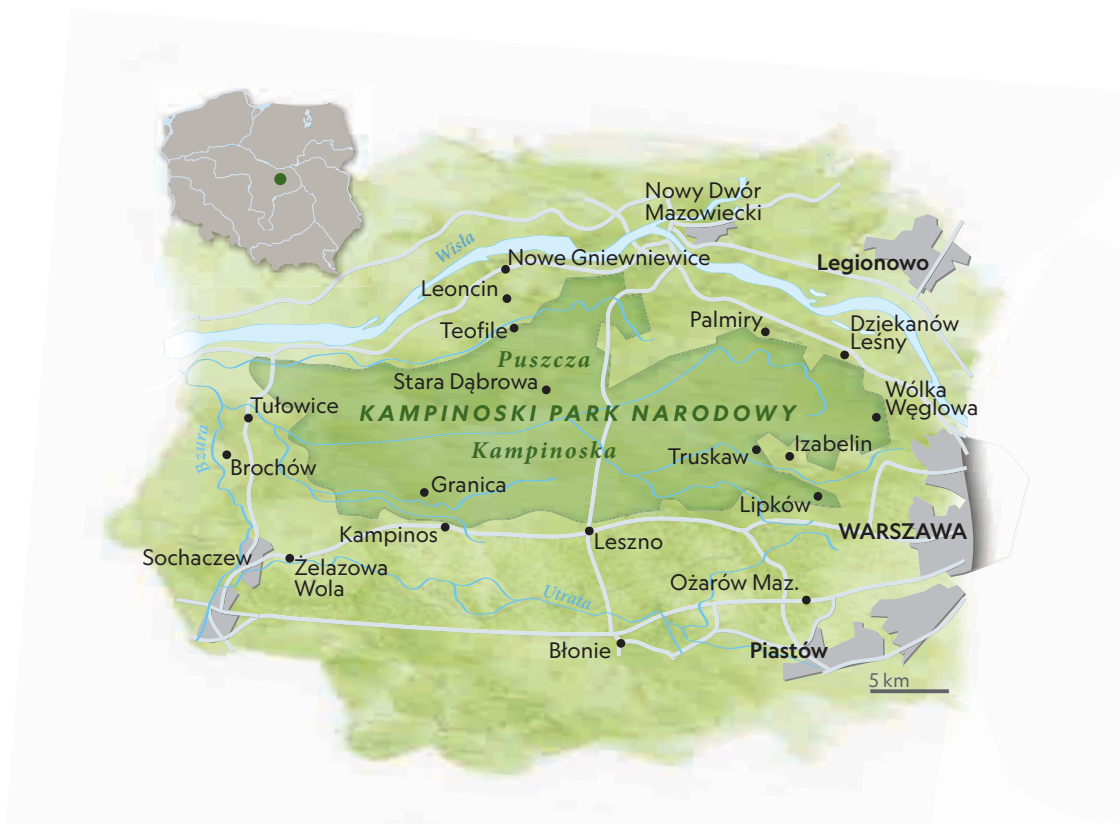 Nowy Dwór
Mazowiecki
Wisła
Nowe Gniewniewice
Legionowo
Leoncin
Teofile
Palmiry
Dziekanów
Leśny
Puszcza
Stara Dąbrowa
Wólka
Węglowa
Tułowice
KAMPINOSKI PARK NARODOWY
Bzura
Kampinoska
Izabelin
Truskaw
Brochów
Granica
Lipków
Kampinos
Leszno
WARSZAWA
Sochaczew
Żelazowa
Wola
Utrata
Ożarów Maz.
Błonie
Piastów
5 km